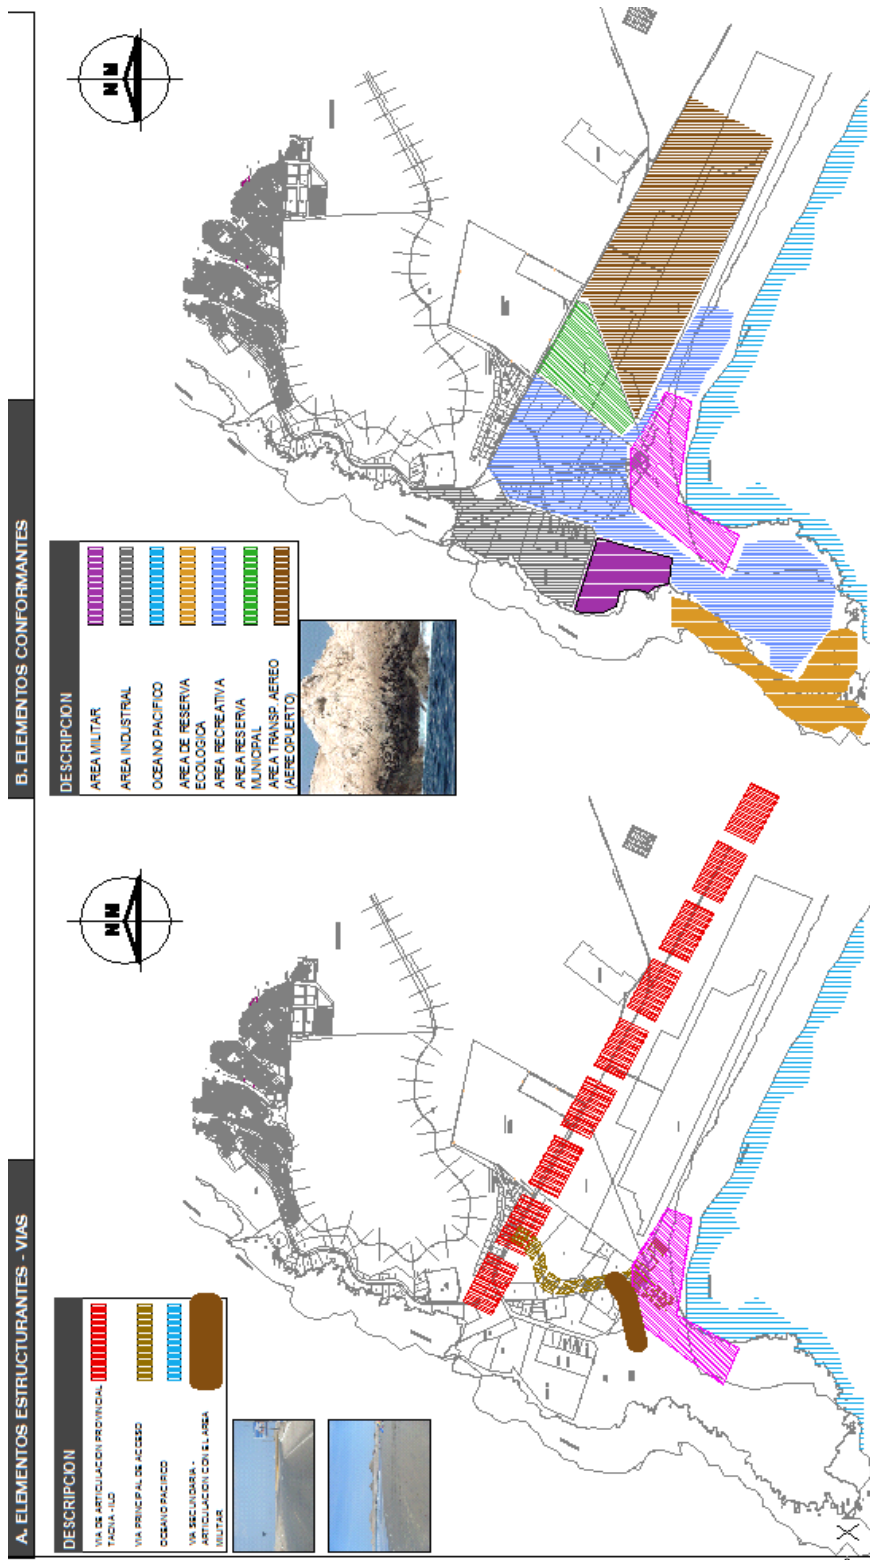 A. ELEMENTOS ESTRUCTURANTES - VIAS
DESCRIPCION
VIA DE ARTICULACION PROVINCIAL
TACNA - ILO
VIA PRINCIPAL DE ACCESO
OCEANO PACIFICO
VIA SECUNDARIA -
ARTICULACION CON EL AREA
MILITAR
NM
B. ELEMENTOS CONFORMANTES
DESCRIPCION
AREA MILITAR
AREA INDUSTRIAL
OCEANO PACIFICO
AREA DE RESERVA
ECOLOGICA
AREA RECREATIVA
AREA RESERVA
MUNICIPAL
AREA TRANSP. AEREO
(AEREOPUERTO)
NM